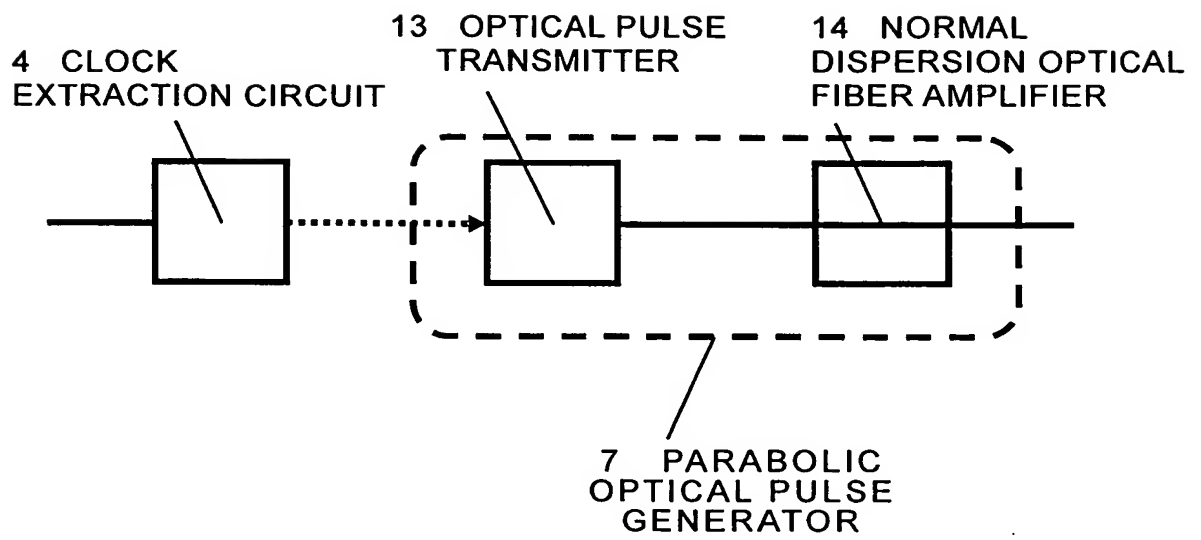 4 CLOCK
EXTRACTION CIRCUIT
13 OPTICAL PULSE
TRANSMITTER
14 NORMAL
DISPERSION OPTICAL
FIBER AMPLIFIER
7 PARABOLIC
OPTICAL PULSE
GENERATOR